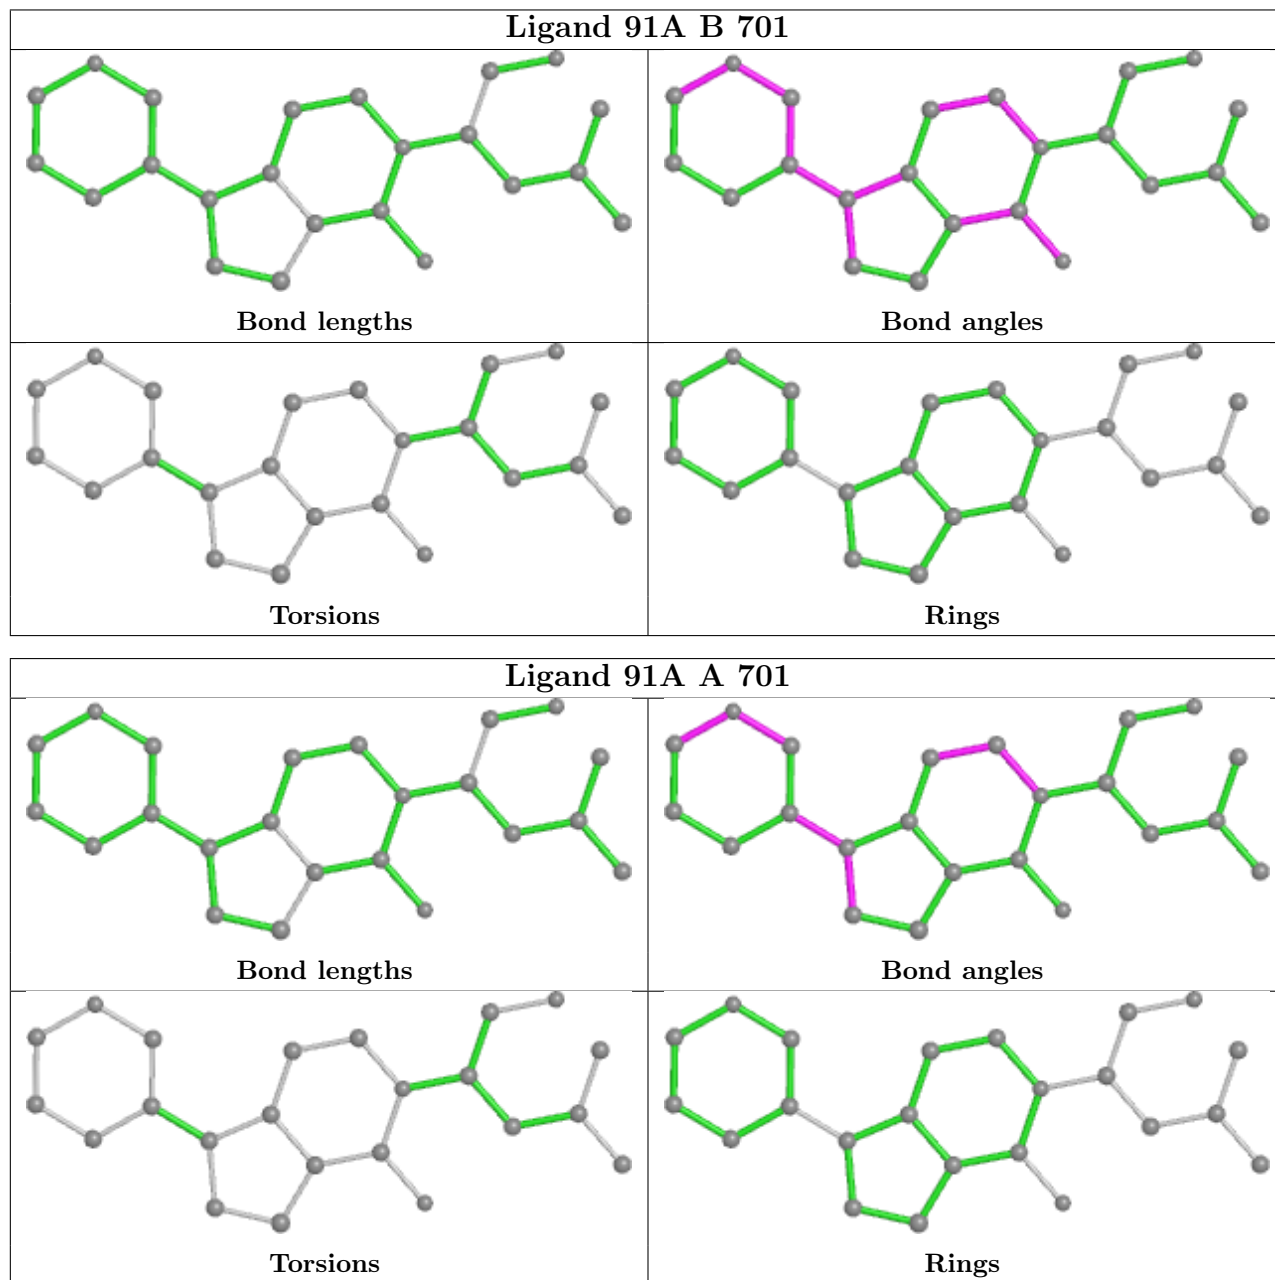 Ligand 91A B 701
Bond lengths
Bond angles
Torsions
Rings
Ligand 91A A 701
Bond lengths
Bond angles
Torsions
Rings